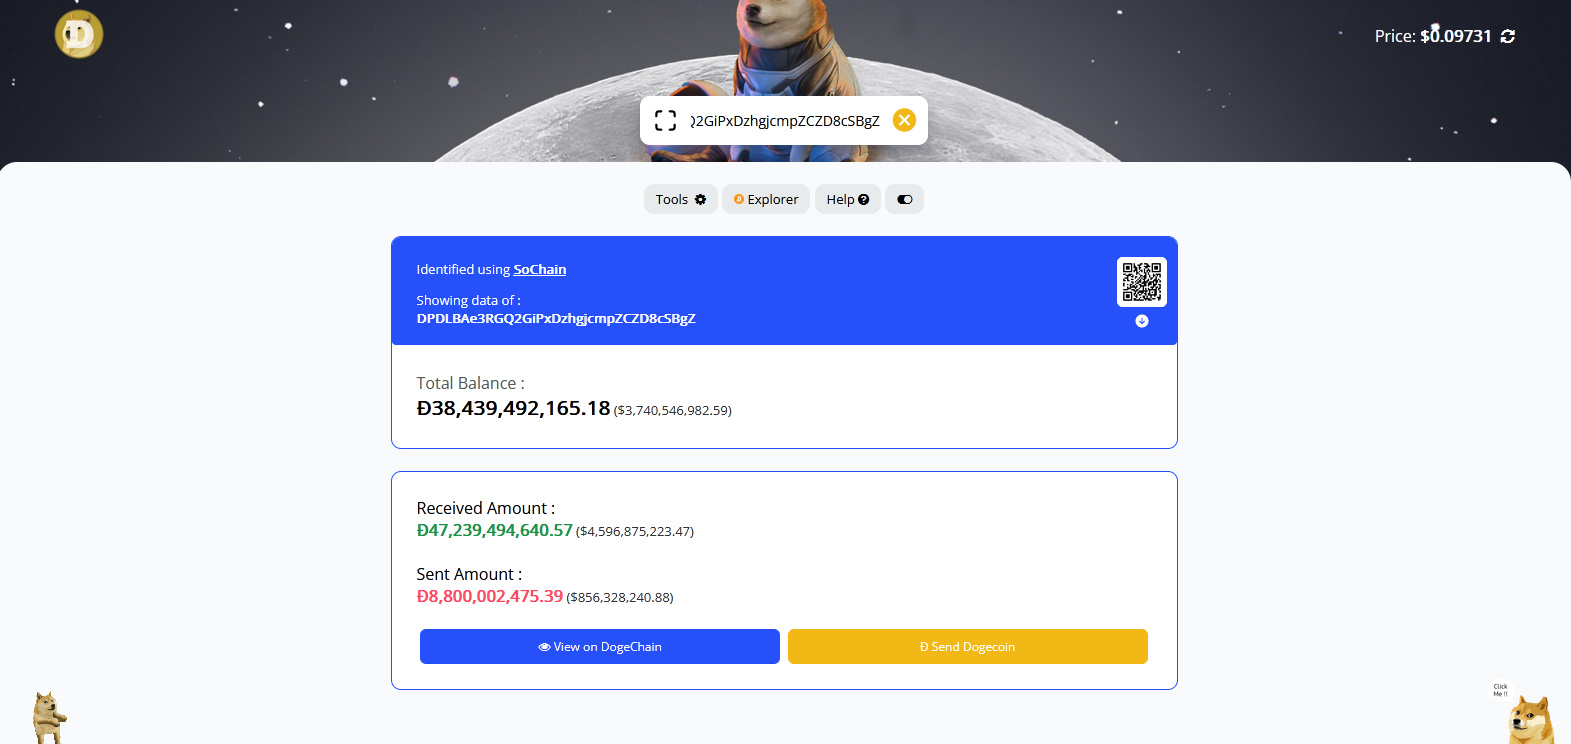 Ð
Price: $0.09731
Q2GiPxDzhgjcmpZCZD8cSBgZ
Tools Explorer Help
Identified using SoChain
Showing data of :
DPDLBAe3RGQ2GiPxDzhgjcmpZCZD8cSBgZ
Total Balance :
Ð38,439,492,165.18 ($3,740,546,982.59)
Received Amount :
Ð47,239,494,640.57 ($4,596,875,223.47)
Sent Amount :
Ð8,800,002,475.39 ($856,328,240.88)
View on DogeChain Ð Send Dogecoin
Click
Me !!